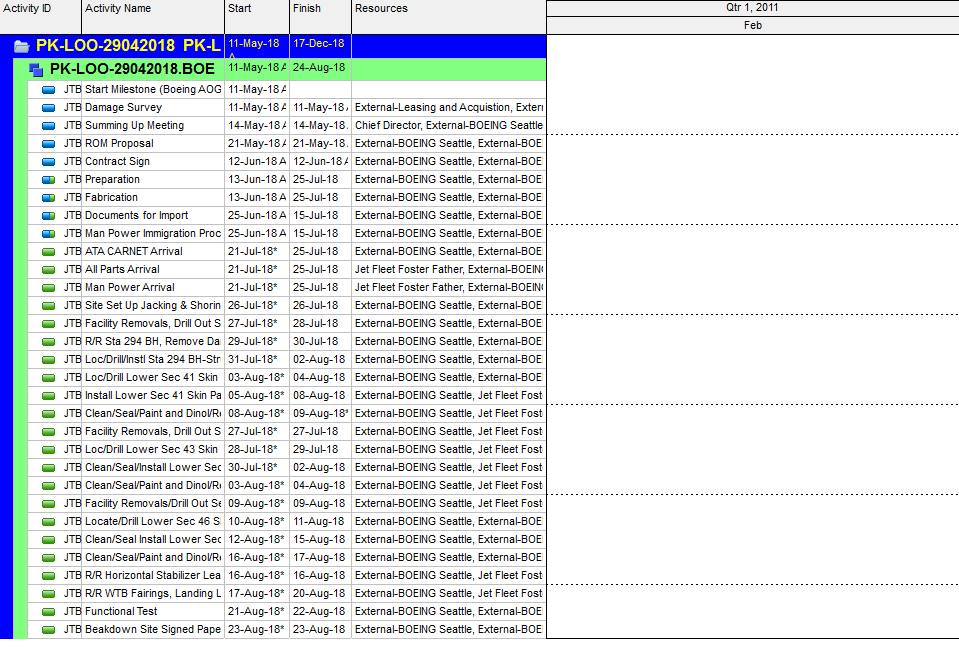 Activity ID Activity Name Start Finish Resources Qtr 1, 2011
Feb
PK-LOO-29042018 PK-L 11-May-18 17-Dec-18
PK-LOO-29042018.BOE 11-May-18 A 24-Aug-18
JTB Start Milestone (Boeing AOG 11-May-18 A
JTB Damage Survey 11-May-18 A 11-May-18 External-Leasing and Acquistion, Exter
JTB Summing Up Meeting 14-May-18 A 14-May-18 Chief Director, External-BOEING Seattle
JTB ROM Proposal 21-May-18 A 21-May-18 External-BOEING Seattle, External-BOEI
JTB Contract Sign 12-Jun-18 A 12-Jun-18 A External-BOEING Seattle, External-BOEI
JTB Preparation 13-Jun-18 A 25-Jul-18 External-BOEING Seattle, External-BOEI
JTB Fabrication 13-Jun-18 A 25-Jul-18 External-BOEING Seattle, External-BOEI
JTB Documents for Import 25-Jun-18 A 15-Jul-18 External-BOEING Seattle, External-BOEI
JTB Man Power Immigration Proc 25-Jun-18 A 15-Jul-18 External-BOEING Seattle, External-BOEI
JTB ATA CARNET Arrival 21-Jul-18* 25-Jul-18 External-BOEING Seattle, External-BOEI
JTB All Parts Arrival 21-Jul-18* 25-Jul-18 Jet Fleet Foster Father, External-BOEING
JTB Man Power Arrival 21-Jul-18* 25-Jul-18 Jet Fleet Foster Father, External-BOEING
JTB Site Set Up Jacking & Shorin 26-Jul-18* 26-Jul-18 External-BOEING Seattle, External-BOEI
JTB Facility Removals, Drill Out S 27-Jul-18* 28-Jul-18 External-BOEING Seattle, External-BOEI
JTB R/R Sta 294 BH, Remove Da 29-Jul-18* 30-Jul-18 External-BOEING Seattle, External-BOEI
JTB Loc/Drill/Instl Sta 294 BH-Str 31-Jul-18* 02-Aug-18 External-BOEING Seattle, External-BOEI
JTB Loc/Drill Lower Sec 41 Skin 03-Aug-18* 04-Aug-18 External-BOEING Seattle, External-BOEI
JTB Install Lower Sec 41 Skin Pa 05-Aug-18* 08-Aug-18 External-BOEING Seattle, Jet Fleet Fost
JTB Clean/Seal/Paint and Dinol/R 08-Aug-18* 09-Aug-18* External-BOEING Seattle, Jet Fleet Fost
JTB Facility Removals, Drill Out S 27-Jul-18* 27-Jul-18 External-BOEING Seattle, Jet Fleet Fost
JTB Loc/Drill Lower Sec 43 Skin 28-Jul-18* 29-Jul-18 External-BOEING Seattle, Jet Fleet Fost
JTB Clean/Seal/Install Lower Sec 30-Jul-18* 02-Aug-18 External-BOEING Seattle, Jet Fleet Fost
JTB Clean/Seal/Paint and Dinol/R 03-Aug-18* 04-Aug-18 External-BOEING Seattle, Jet Fleet Fost
JTB Facility Removals/Drill Out Se 09-Aug-18* 09-Aug-18 External-BOEING Seattle, Jet Fleet Fost
JTB Locate/Drill Lower Sec 46 S 10-Aug-18* 11-Aug-18 External-BOEING Seattle, External-BOEI
JTB Clean/Seal Install Lower Sec 12-Aug-18* 15-Aug-18 External-BOEING Seattle, External-BOEI
JTB Clean/Seal/Paint and Dinol/R 16-Aug-18* 17-Aug-18 External-BOEING Seattle, External-BOEI
JTB R/R Horizontal Stabilizer Lea 16-Aug-18* 16-Aug-18 External-BOEING Seattle, Jet Fleet Fost
JTB R/R WTB Fairings, Landing L 17-Aug-18* 20-Aug-18 External-BOEING Seattle, Jet Fleet Fost
JTB Functional Test 21-Aug-18* 22-Aug-18 External-BOEING Seattle, External-BOEI
JTB Beakdown Site Signed Pape 23-Aug-18* 23-Aug-18 External-BOEING Seattle, External-BOEI